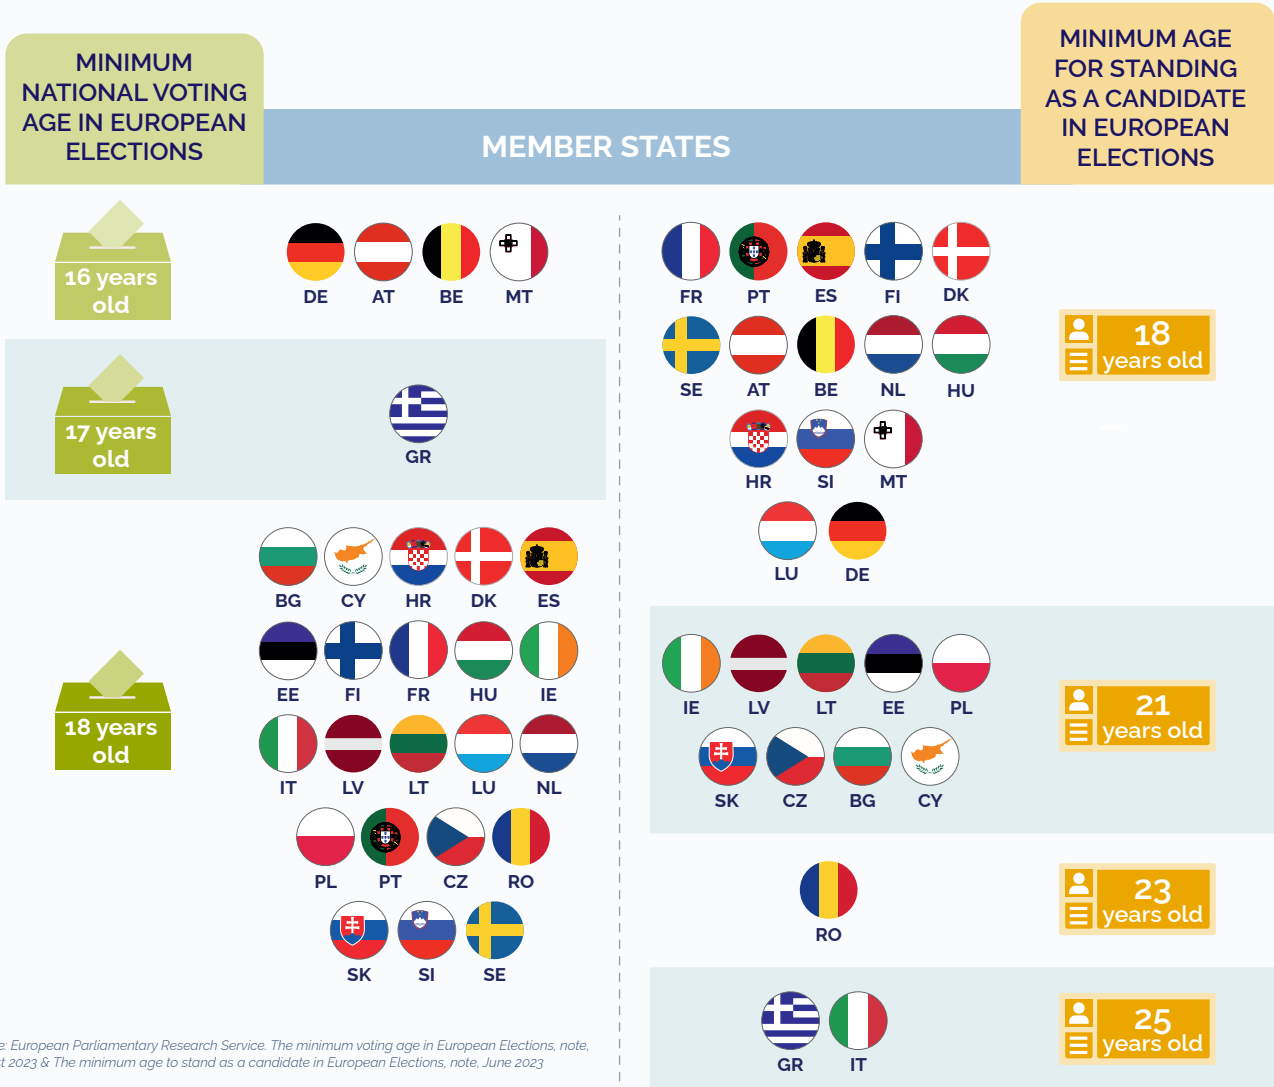 MINIMUM
NATIONAL VOTING
AGE IN EUROPEAN
ELECTIONS
MEMBER STATES
MINIMUM AGE
FOR STANDING
AS A CANDIDATE
IN EUROPEAN
ELECTIONS
16 years
old
DE AT BE MT
17 years
old
GR
18 years
old
BG CY HR DK ES
EE FI FR HU IE
IT LV LT LU NL
PL PT CZ RO
SK SI SE
FR PT ES FI DK
SE AT BE NL HU
HR SI MT
LU DE
18
years old
IE LV LT EE PL
SK CZ BG CY
21
years old
RO
23
years old
GR IT
25
years old
European Parliamentary Research Service. The minimum voting age in European Elections, note,
2023 & The minimum age to stand as a candidate in European Elections, note, June 2023